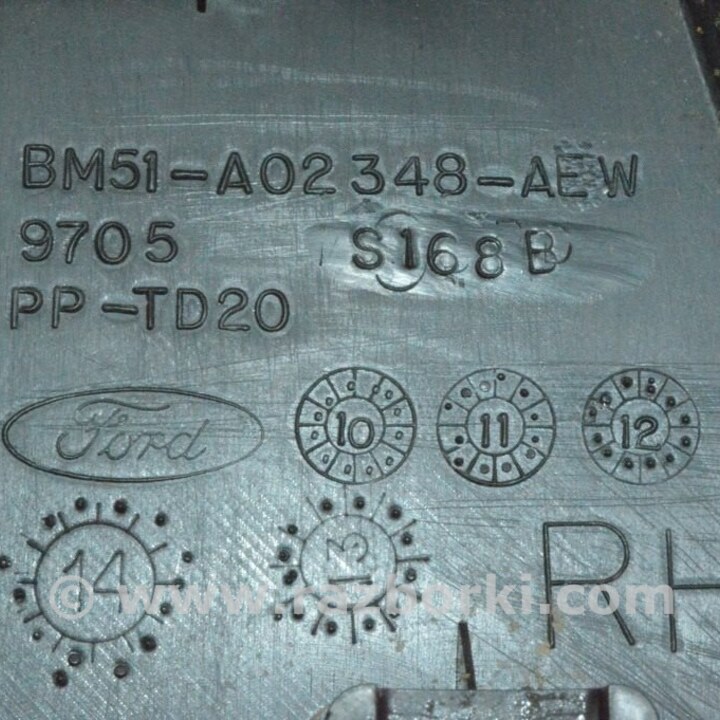 BM51-A02348-AEW
9705 S168B
PP-TD20
Ford 10 11 12
14 13 RH
© www.razborki.com